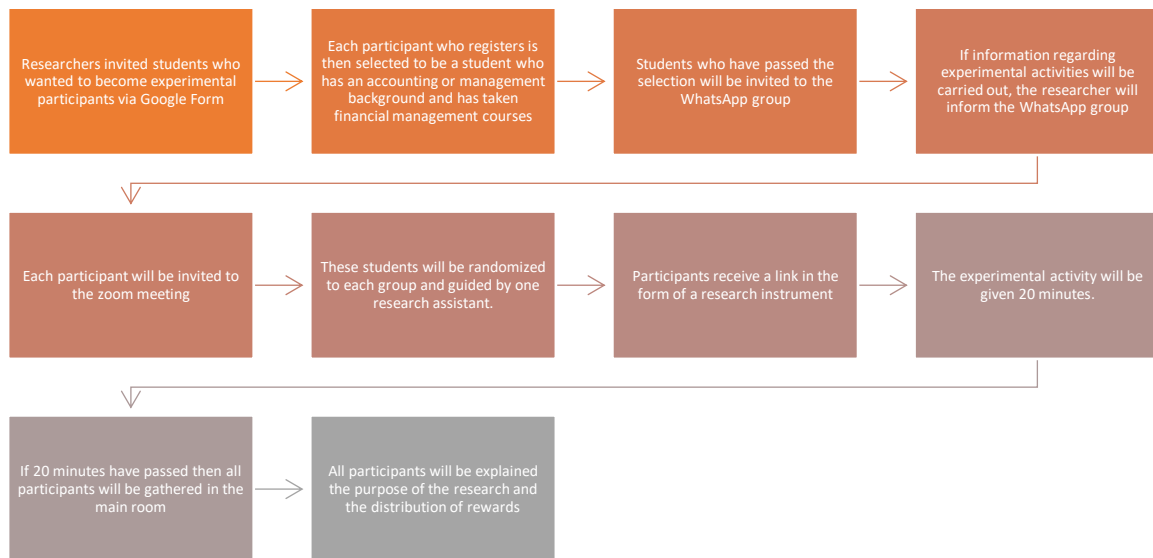 Researchers invited students who
wanted to become experimental
participants via Google Form
Each participant who registers is
then selected to be a student who
has an accounting or management
background and has taken
financial management courses
Students who have passed the
selection will be invited to the
WhatsApp group
If information regarding
experimental activities will be
carried out, the researcher will
inform the WhatsApp group
Each participant will be invited to
the zoom meeting
These students will be randomized
to each group and guided by one
research assistant.
Participants receive a link in the
form of a research instrument
The experimental activity will be
given 20 minutes.
If 20 minutes have passed then all
participants will be gathered in the
main room
All participants will be explained
the purpose of the research and
the distribution of rewards